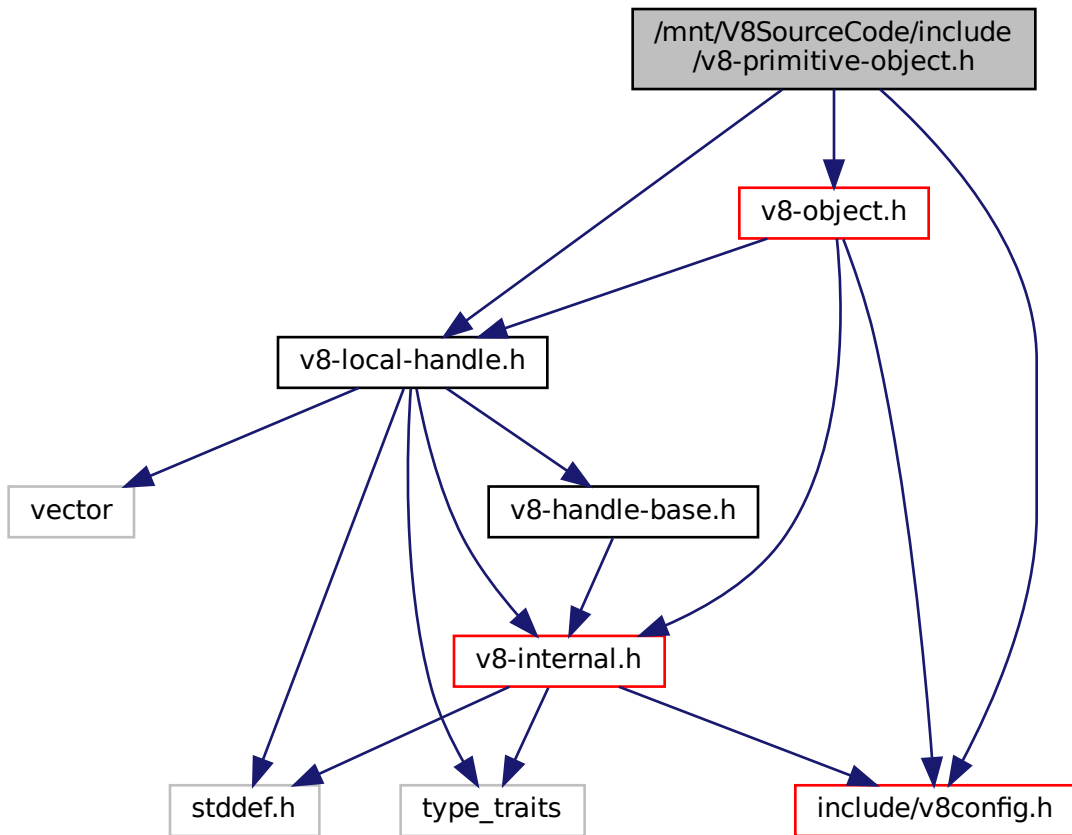 /mnt/V8SourceCode/include
/v8-primitive-object.h
v8-object.h
v8-local-handle.h
vector
v8-handle-base.h
v8-internal.h
stddef.h
type_traits
include/v8config.h